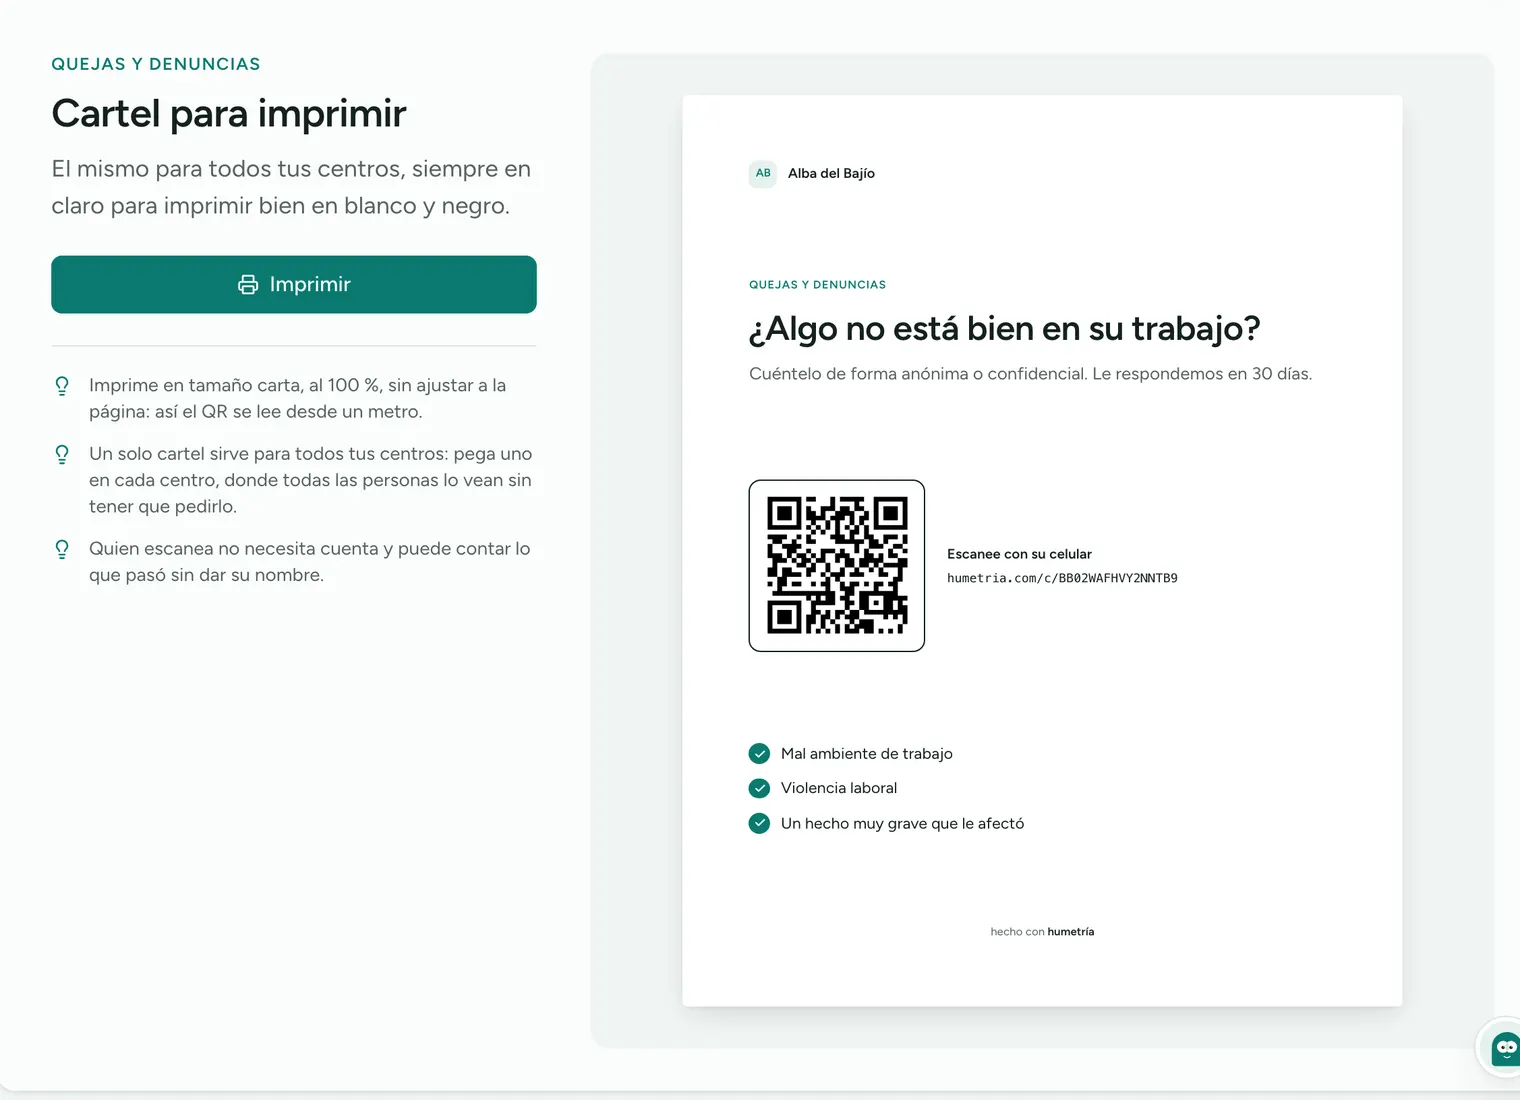 QUEJAS Y DENUNCIAS
Cartel para imprimir
El mismo para todos tus centros, siempre en
claro para imprimir bien en blanco y negro.
Imprimir
Imprime en tamaño carta, al 100 %, sin ajustar a la
página: así el QR se lee desde un metro.
Un solo cartel sirve para todos tus centros: pega uno
en cada centro, donde todas las personas lo vean sin
tener que pedirlo.
Quien escanea no necesita cuenta y puede contar lo
que pasó sin dar su nombre.
AB Alba del Bajío
QUEJAS Y DENUNCIAS
¿Algo no está bien en su trabajo?
Cuéntelo de forma anónima o confidencial. Le respondemos en 30 días.
Escanee con su celular
humetria.com/c/BB02WAFHVY2NNTB9
Mal ambiente de trabajo
Violencia laboral
Un hecho muy grave que le afectó
hecho con humetría